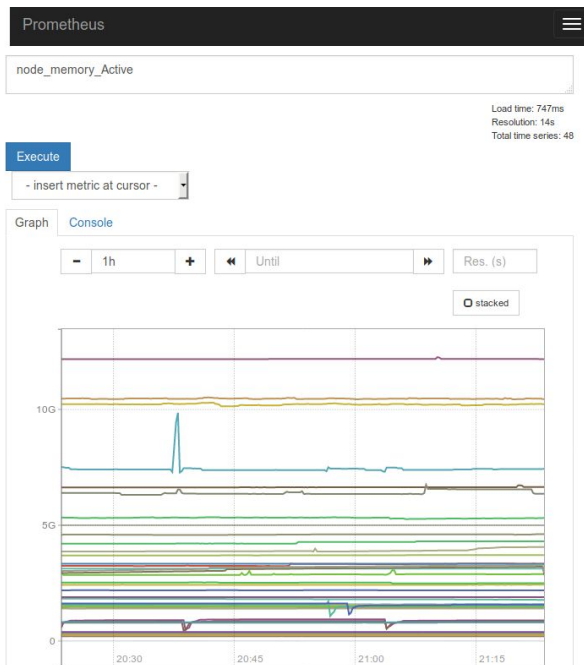 Prometheus
node_memory_Active
Load time: 747ms
Resolution: 14s
Total time series: 48
Execute
- insert metric at cursor -
Graph Console
- 1h + Until Res. (s)
stacked
10G
5G
0
20:30 20:45 21:00 21:15